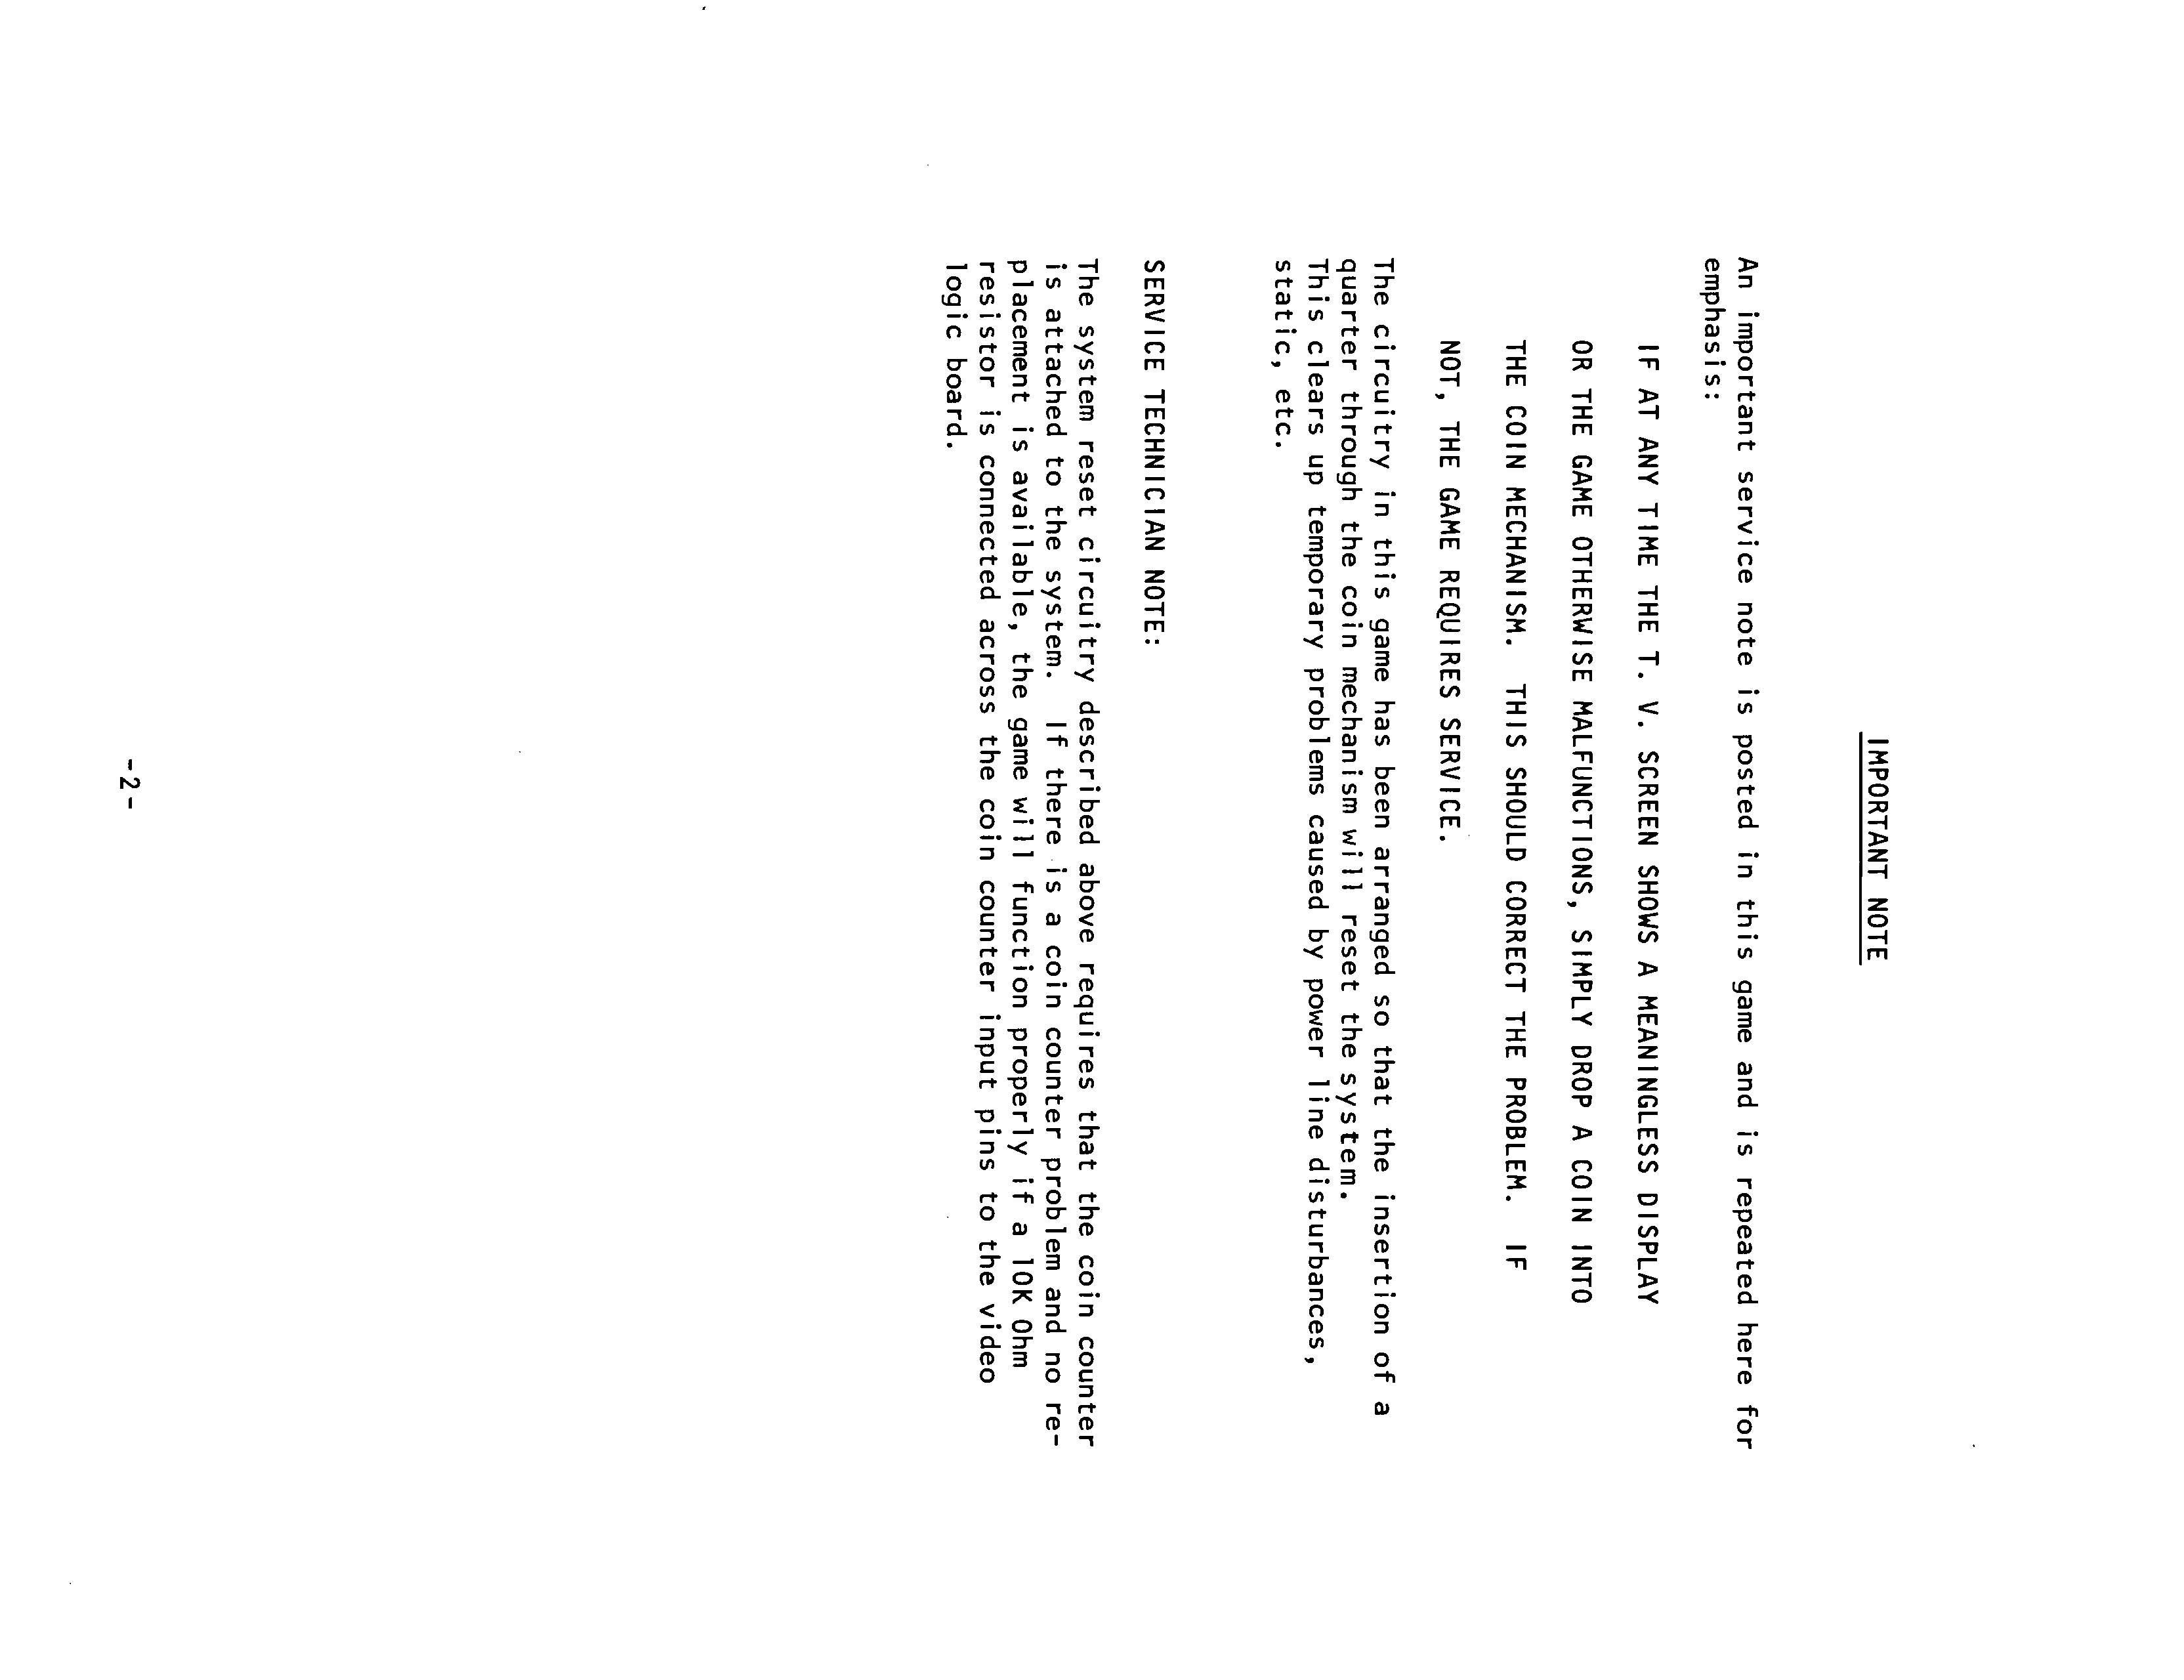 IMPORTANT NOTE
An important service note is posted in this game and is repeated here for
emphasis:
IF AT ANY TIME THE T. V. SCREEN SHOWS A MEANINGLESS DISPLAY
OR THE GAME OTHERWISE MALFUNCTIONS, SIMPLY DROP A COIN INTO
THE COIN MECHANISM. THIS SHOULD CORRECT THE PROBLEM. IF
NOT, THE GAME REQUIRES SERVICE.
The circuitry in this game has been arranged so that the insertion of a
quarter through the coin mechanism will reset the system.
This clears up temporary problems caused by power line disturbances,
static, etc.
SERVICE TECHNICIAN NOTE:
The system reset circuitry described above requires that the coin counter
is attached to the system. If there is a coin counter problem and no re-
placement is available, the game will function properly if a 10K Ohm
resistor is connected across the coin counter input pins to the video
logic board.
-2-